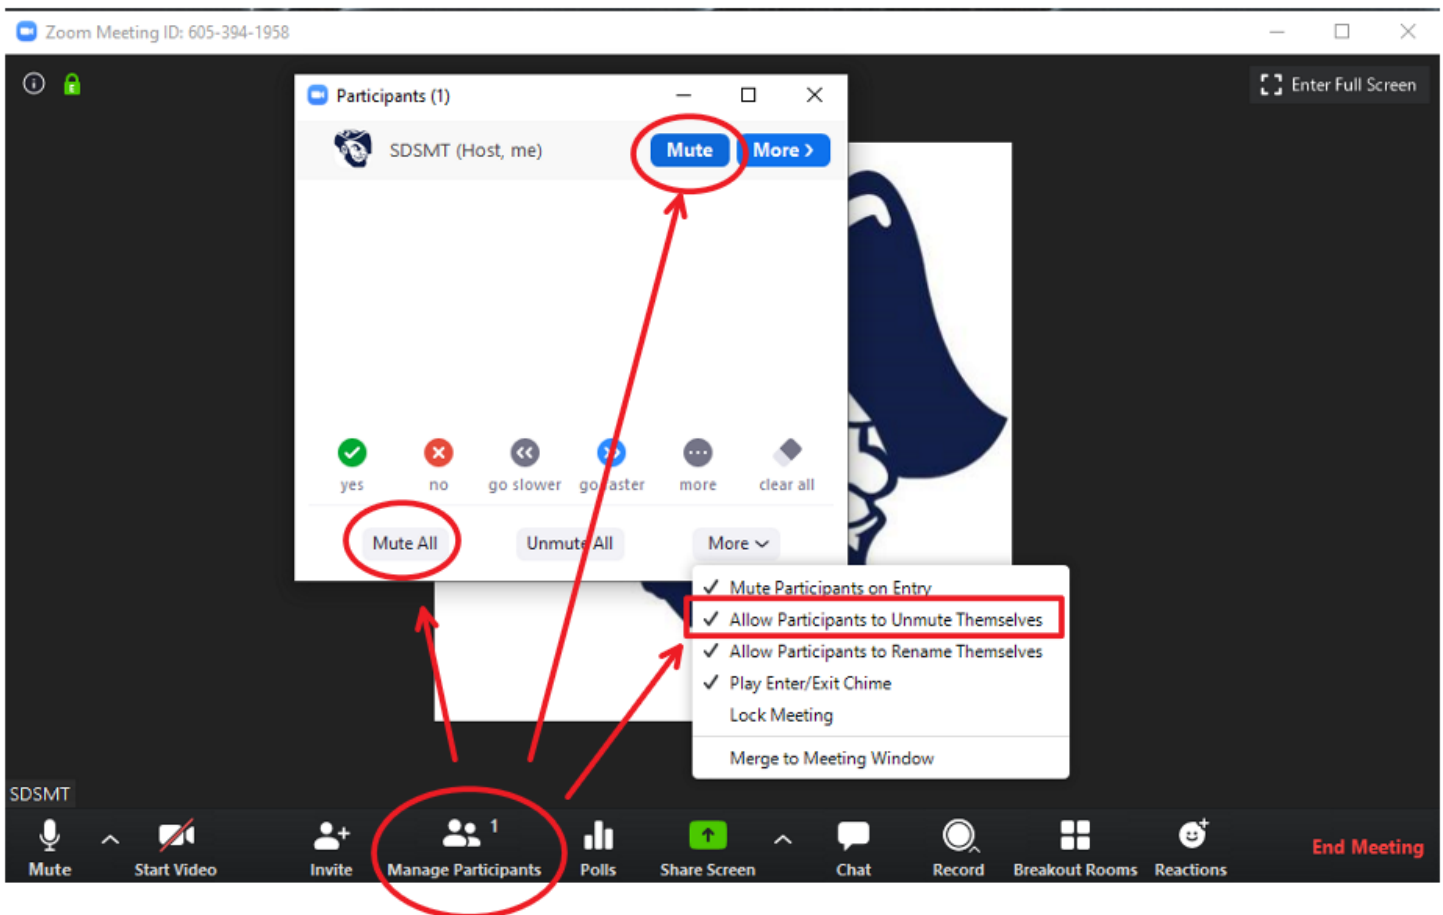 Zoom Meeting ID: 605-394-1958
Enter Full Screen
Participants (1)
SDSMT (Host, me)
Mute
More >
yes
no
go slower
go faster
more
clear all
Mute All
Unmute All
More
Mute Participants on Entry
Allow Participants to Unmute Themselves
Allow Participants to Rename Themselves
Play Enter/Exit Chime
Lock Meeting
Merge to Meeting Window
SDSMT
1
Mute
Start Video
Invite
Manage Participants
Polls
Share Screen
Chat
Record
Breakout Rooms
Reactions
End Meeting